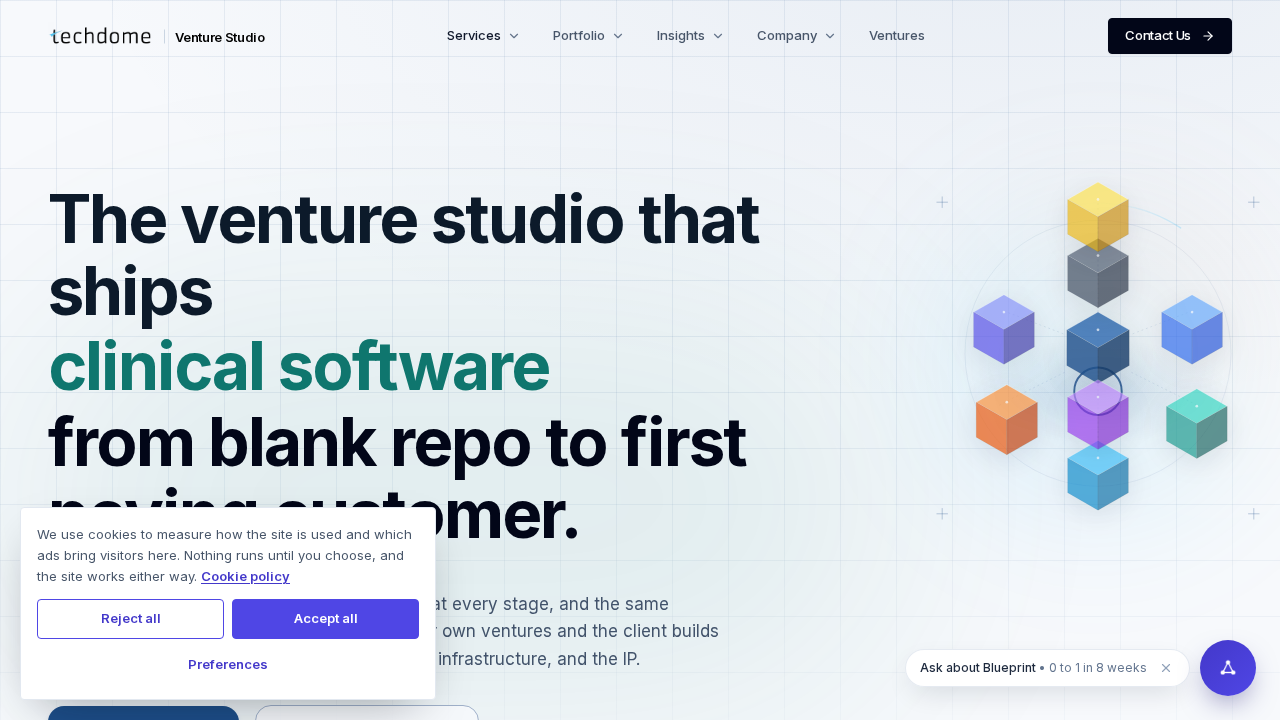 techdome
Venture Studio
Services
Portfolio
Insights
Company
Ventures
Contact Us
The venture studio that
ships
clinical software
from blank repo to first
paying customer.
at every stage, and the same
own ventures and the client builds
infrastructure, and the IP.
We use cookies to measure how the site is used and which
ads bring visitors here. Nothing runs until you choose, and
the site works either way. Cookie policy
Reject all
Accept all
Preferences
Ask about Blueprint • 0 to 1 in 8 weeks